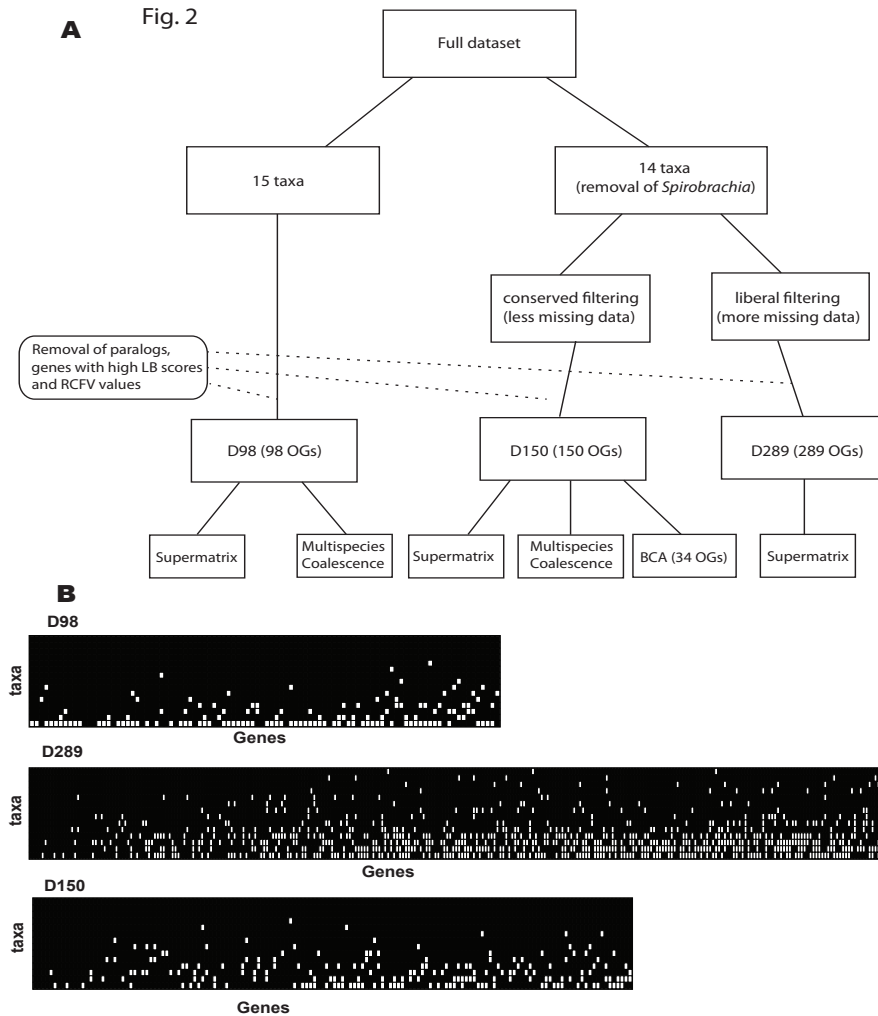 Fig. 2
A
Full dataset
15 taxa
14 taxa
(removal of Spirobrachia)
conserved filtering
(less missing data)
liberal filtering
(more missing data)
Removal of paralogs,
genes with high LB scores
and RCFV values
D98 (98 OGs)
D150 (150 OGs)
D289 (289 OGs)
Supermatrix
Multispecies
Coalescence
Supermatrix
Multispecies
Coalescence
BCA (34 OGs)
Supermatrix
B
D98
taxa
Genes
D289
taxa
Genes
D150
taxa
Genes